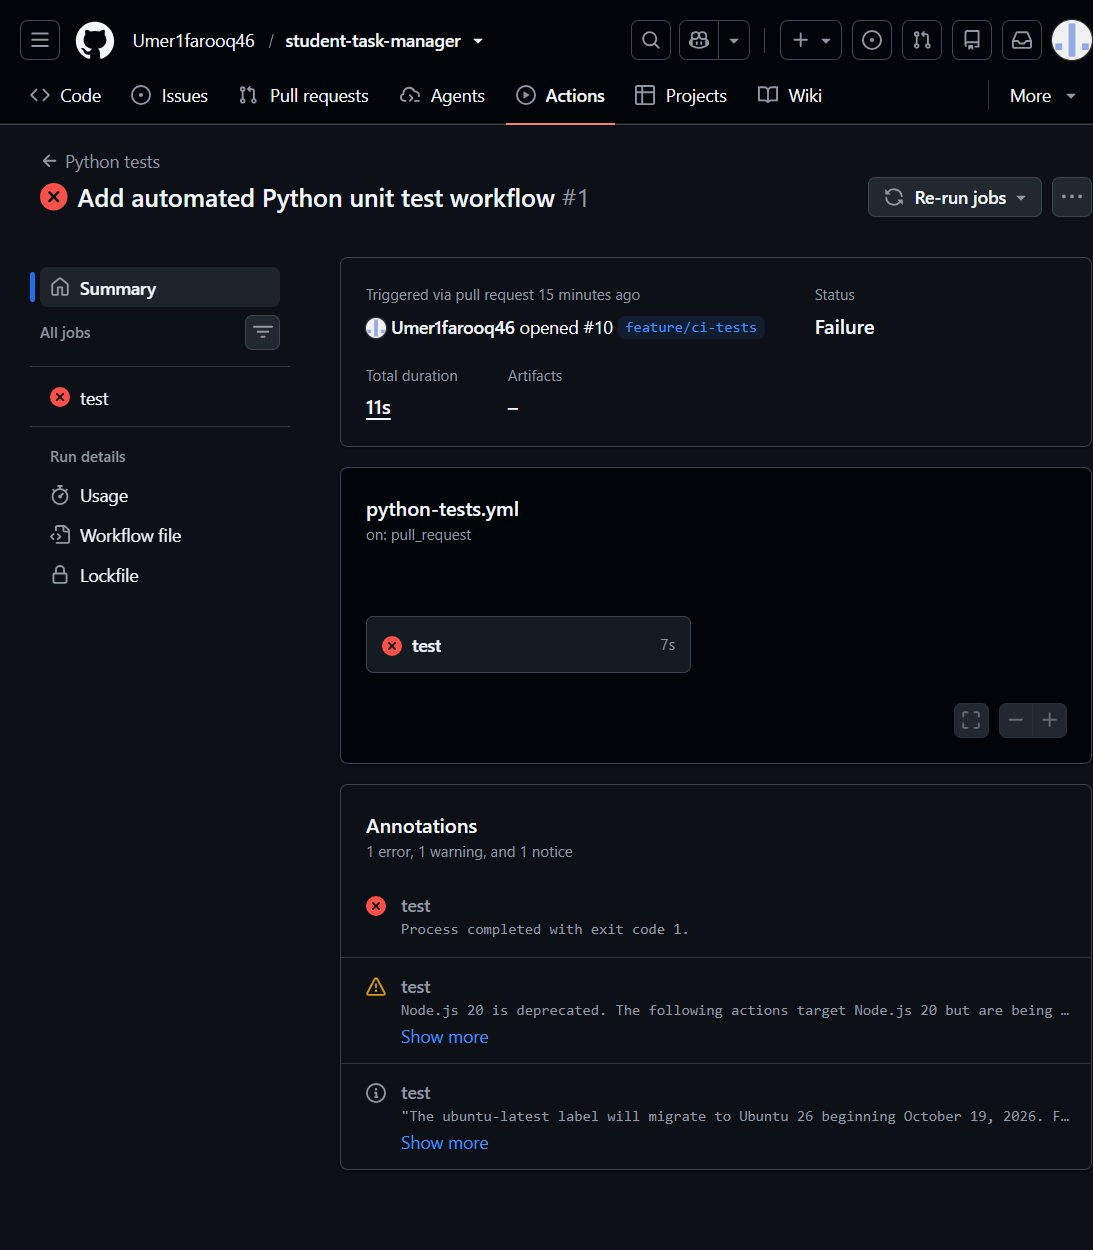 Umer1farooq46 / student-task-manager
Code Issues Pull requests Agents Actions Projects Wiki More
Python tests
Add automated Python unit test workflow #1
Re-run jobs
Summary
All jobs
test
Run details
Usage
Workflow file
Lockfile
Triggered via pull request 15 minutes ago
Umer1farooq46 opened #10 feature/ci-tests
Status
Failure
Total duration
11s
Artifacts
–
python-tests.yml
on: pull_request
test 7s
Annotations
1 error, 1 warning, and 1 notice
test
Process completed with exit code 1.
test
Node.js 20 is deprecated. The following actions target Node.js 20 but are being …
Show more
test
"The ubuntu-latest label will migrate to Ubuntu 26 beginning October 19, 2026. F…
Show more